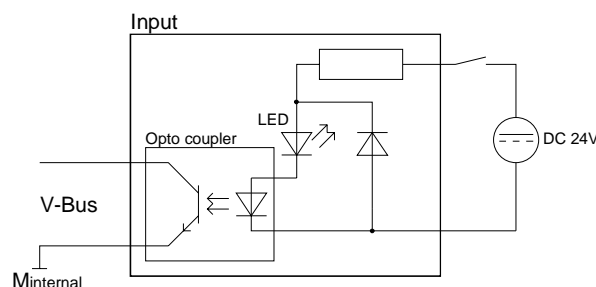 Input
LED
Opto coupler
DC 24V
V-Bus
Minternal